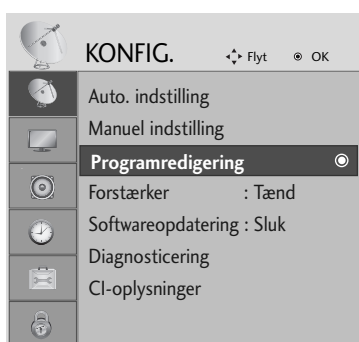 KONFIG. Flyt OK
Auto. indstilling
Manuel indstilling
Programredigering
Forstærker : Tænd
Softwareopdatering : Sluk
Diagnosticering
CI-oplysninger